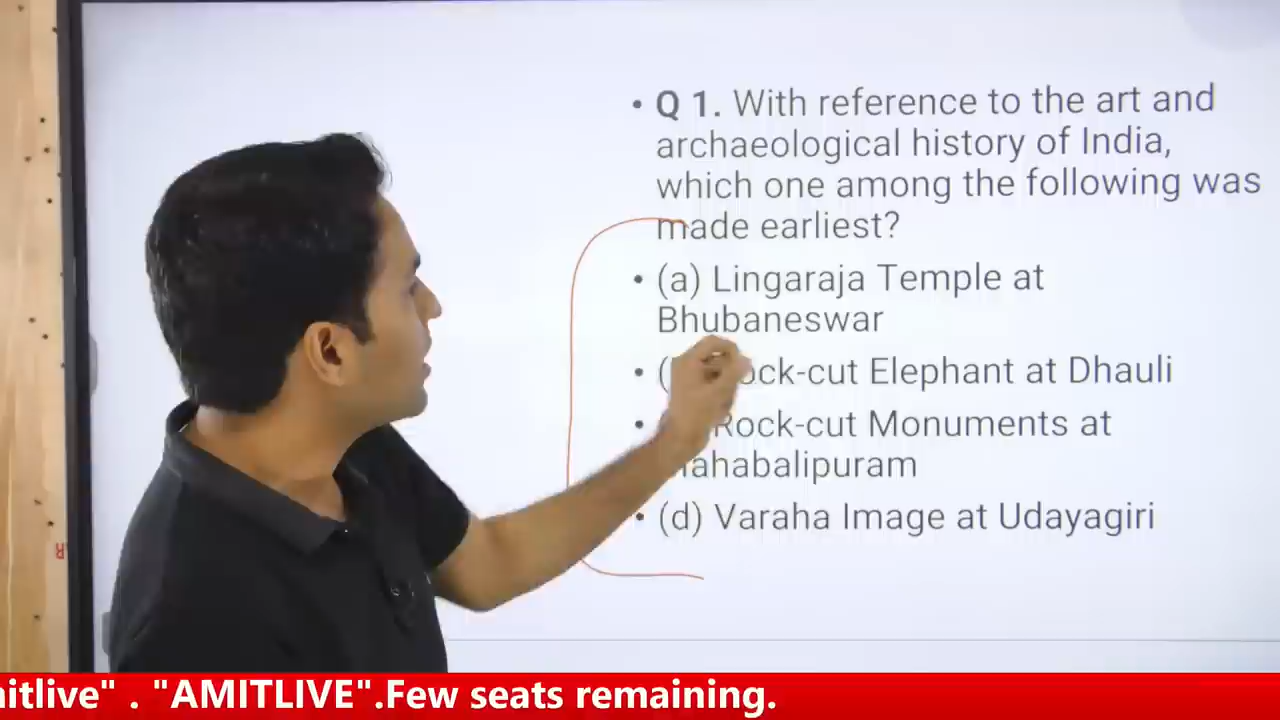 • Q 1. With reference to the art and
archaeological history of India,
which one among the following was
made earliest?
• (a) Lingaraja Temple at
Bhubaneswar
• ( ock-cut Elephant at Dhauli
• Rock-cut Monuments at
Mahabalipuram
• (d) Varaha Image at Udayagiri
nitlive" . "AMITLIVE".Few seats remaining.